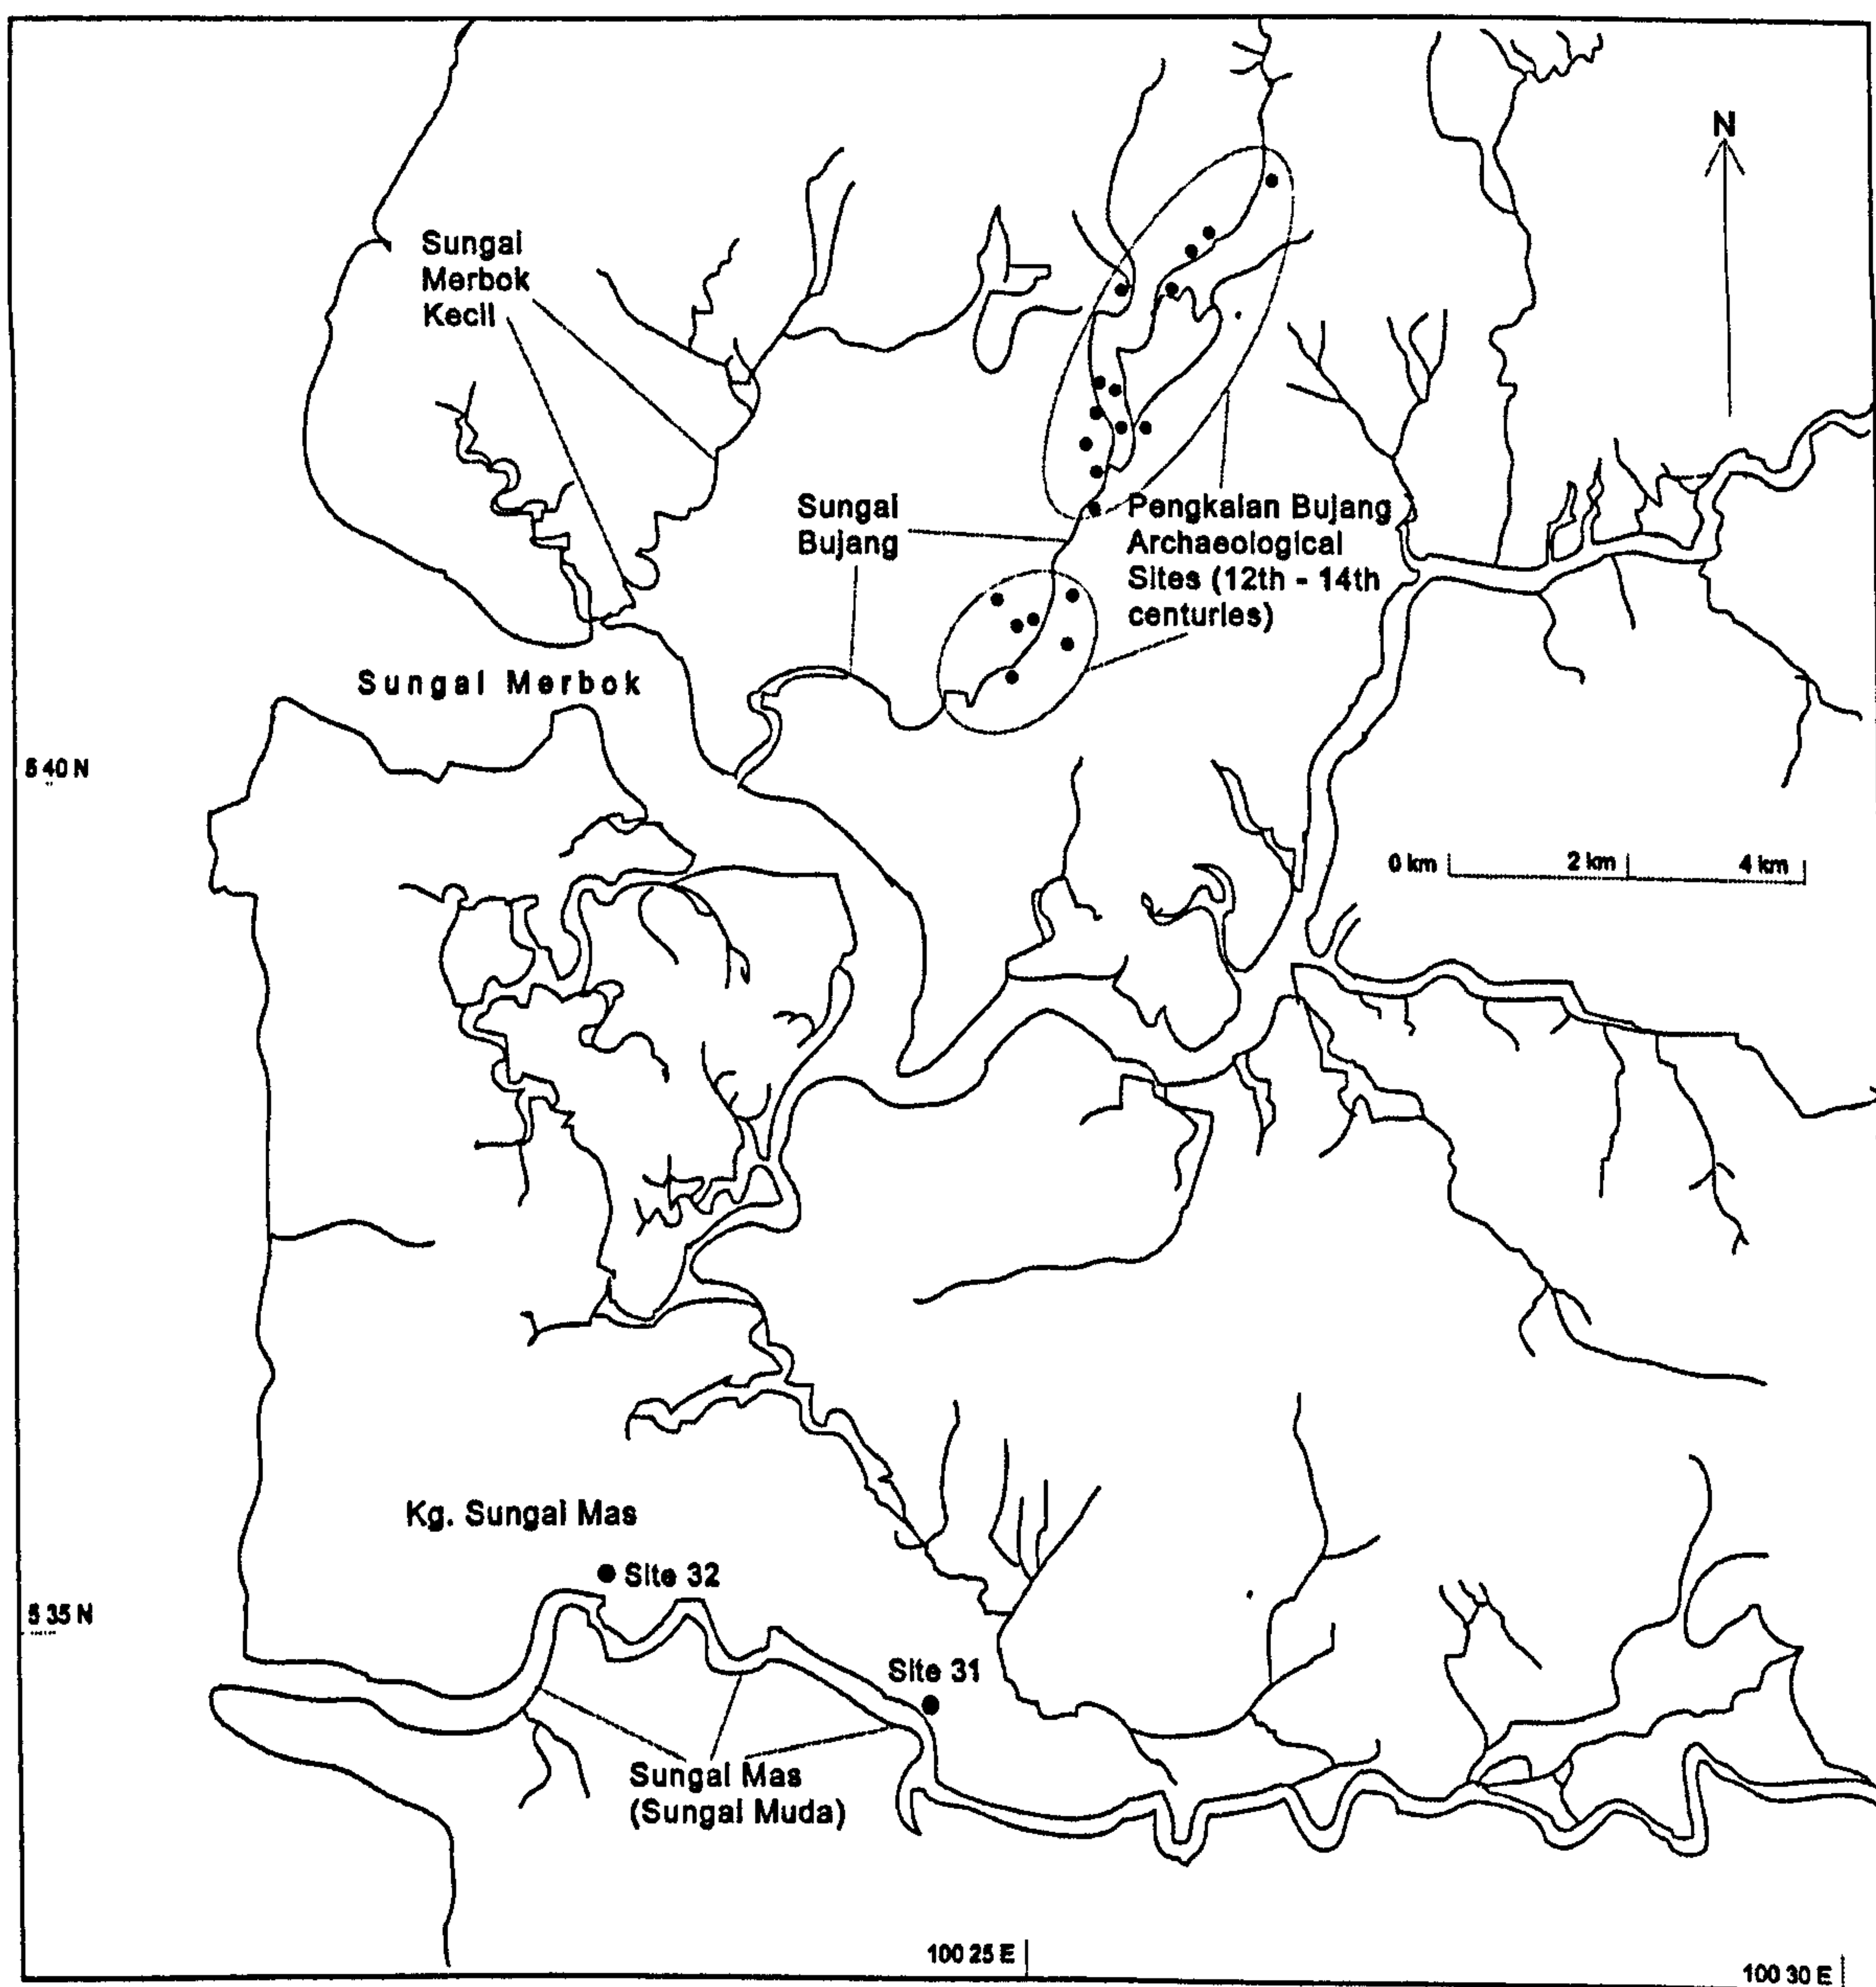 N
Sungai
Merbok
Kecil
Sungai
Bujang
Pengkalan Bujang
Archaeological
Sites (12th - 14th
centuries)
Sungai Merbok
5 40 N
0 km
2 km
4 km
Kg. Sungai Mas
Site 32
5 35 N
Site 31
Sungai Mas
(Sungai Muda)
100 25 E
100 30 E